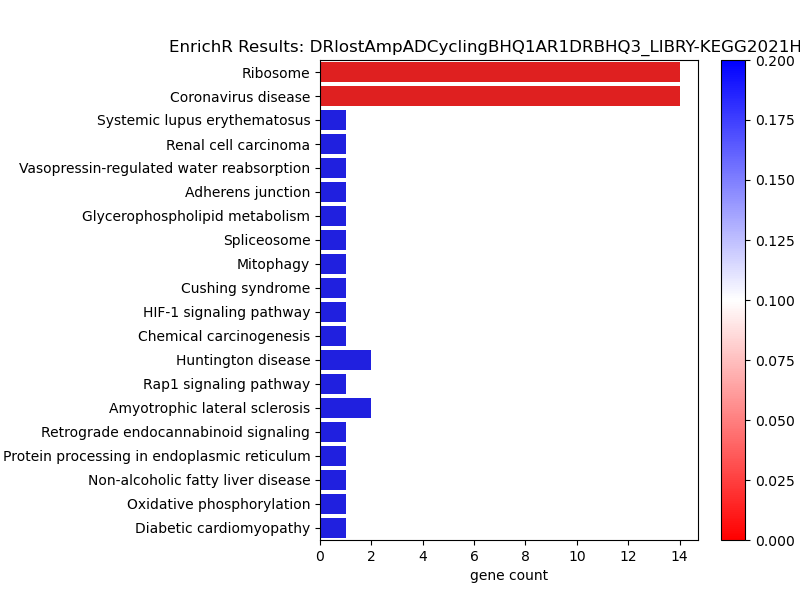 EnrichR Results: DRlostAmpADCyclingBHQ1AR1DRBHQ3_LIBRY-KEGG2021H
Ribosome
Coronavirus disease
Systemic lupus erythematosus
Renal cell carcinoma
Vasopressin-regulated water reabsorption
Adherens junction
Glycerophospholipid metabolism
Spliceosome
Mitophagy
Cushing syndrome
HIF-1 signaling pathway
Chemical carcinogenesis
Huntington disease
Rap1 signaling pathway
Amyotrophic lateral sclerosis
Retrograde endocannabinoid signaling
Protein processing in endoplasmic reticulum
Non-alcoholic fatty liver disease
Oxidative phosphorylation
Diabetic cardiomyopathy
0 2 4 6 8 10 12 14
gene count
0.200
0.175
0.150
0.125
0.100
0.075
0.050
0.025
0.000